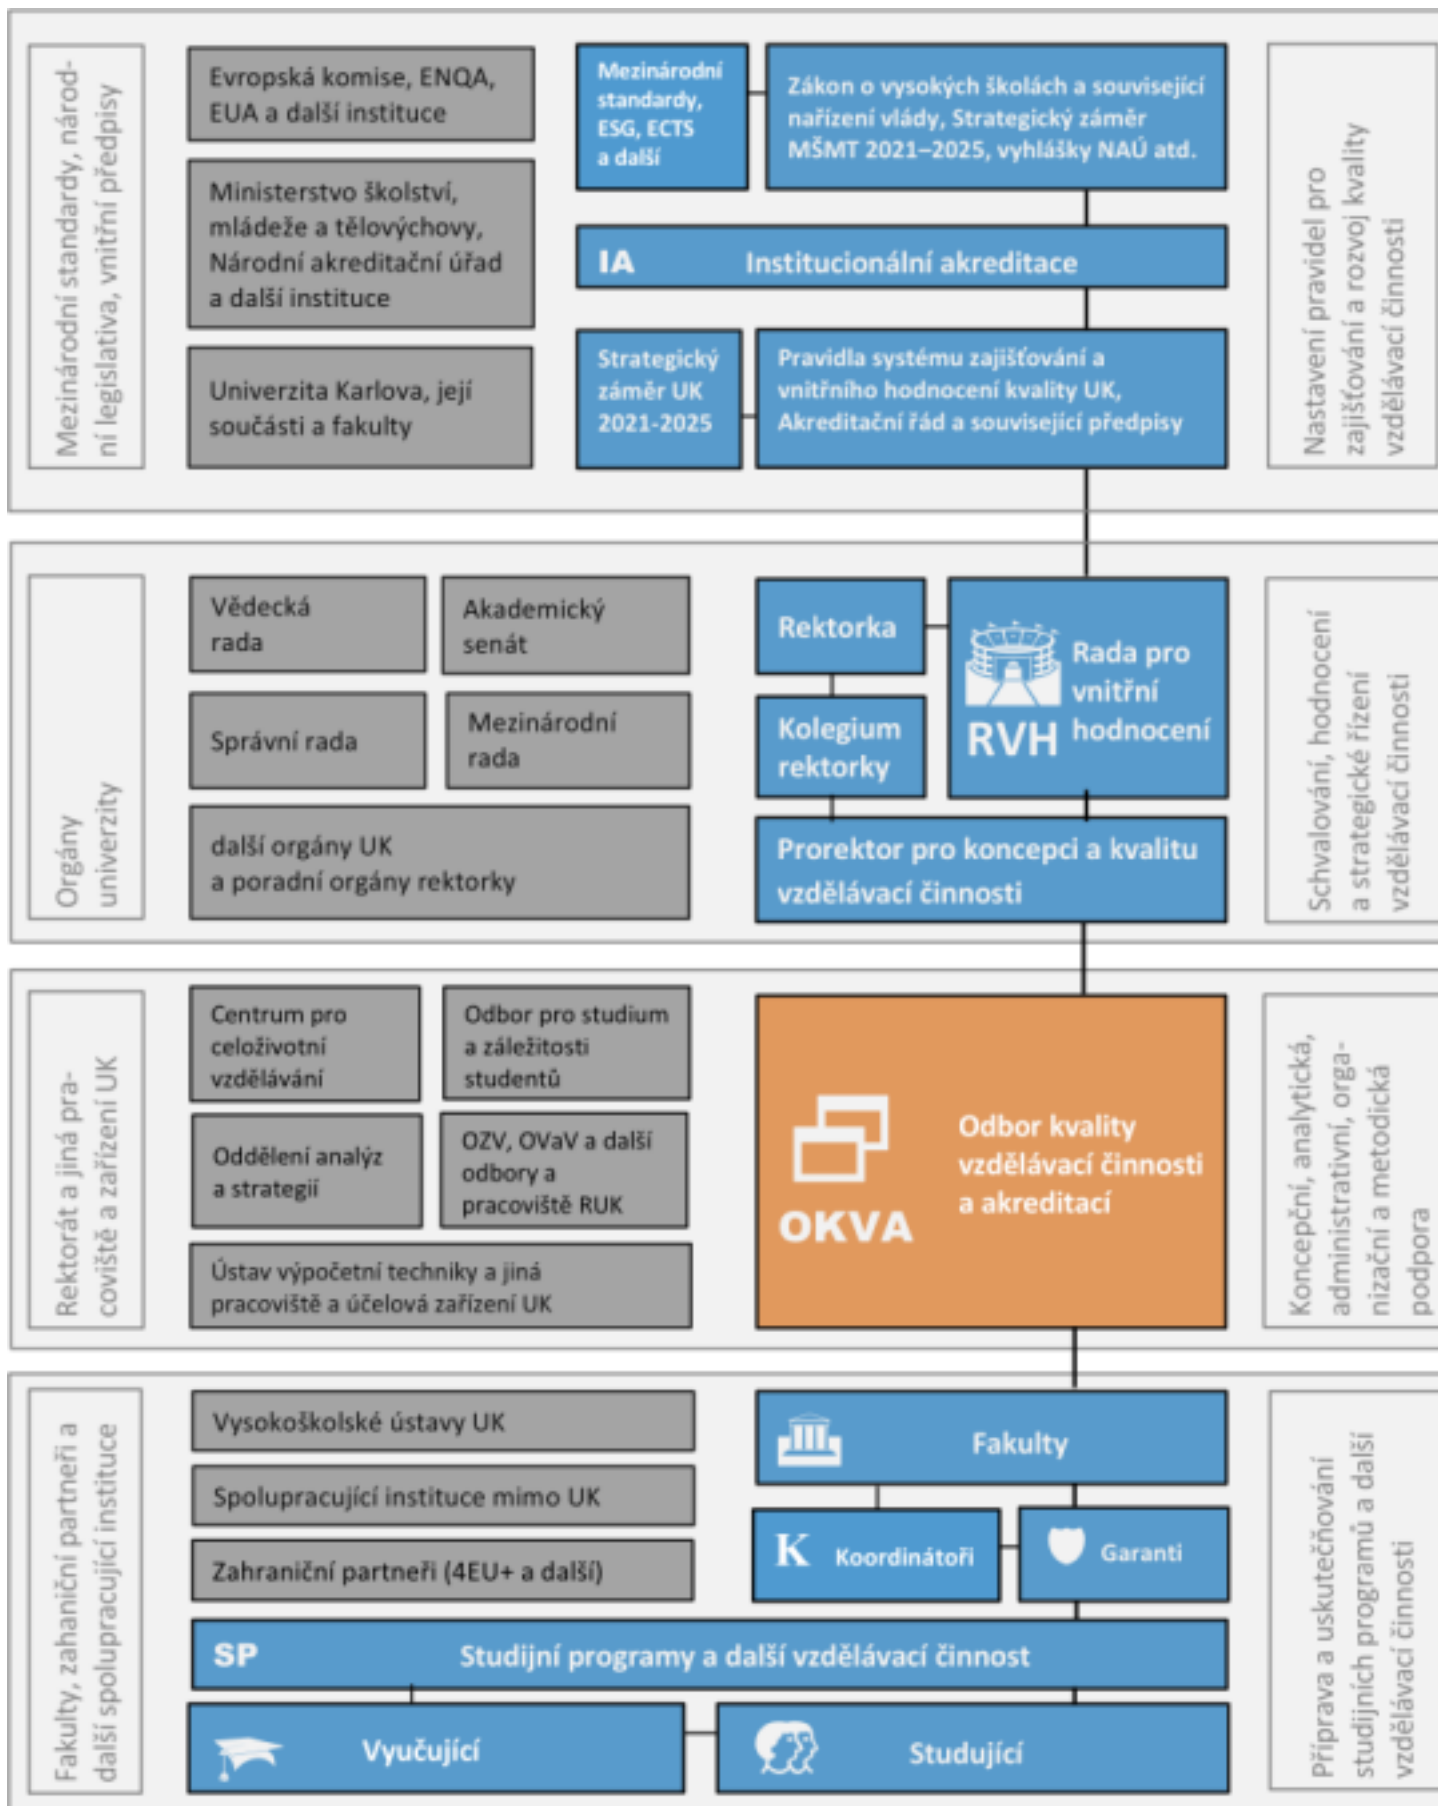 Mezinárodní standardy, národ-
ní legislativa, vnitřní předpisy
Evropská komise, ENQA,
EUA a další instituce
Ministerstvo školství,
mládeže a tělovýchovy,
Národní akreditační úřad
a další instituce
Univerzita Karlova, její
součásti a fakulty
Mezinárodní
standardy,
ESG, ECTS
a další
Zákon o vysokých školách a související
nařízení vlády, Strategický záměr
MŠMT 2021–2025, vyhlášky NAÚ atd.
IA Institucionální akreditace
Strategický
záměr UK
2021-2025
Pravidla systému zajišťování a
vnitřního hodnocení kvality UK,
Akreditační řád a související předpisy
Nastavení pravidel pro
zajišťování a rozvoj kvality
vzdělávací činnosti
Orgány
univerzity
Vědecká
rada
Akademický
senát
Správní rada
Mezinárodní
rada
další orgány UK
a poradní orgány rektorky
Rektorka
Kolegium
rektorky
RVH
Rada pro
vnitřní
hodnocení
Prorektor pro koncepci a kvalitu
vzdělávací činnosti
Schvalování, hodnocení
a strategické řízení
vzdělávací činnosti
Rektorát a jiná pra-
coviště a zařízení UK
Centrum pro
celoživotní
vzdělávání
Odbor pro studium
a záležitosti
studentů
Oddělení analýz
a strategií
OZV, OVaV a další
odbory a
pracoviště RUK
Ústav výpočetní techniky a jiná
pracoviště a účelová zařízení UK
OKVA
Odbor kvality
vzdělávací činnosti
a akreditací
Koncepční, analytická,
administrativní, orga-
nizační a metodická
podpora
Fakulty, zahaniční partneři a
další spolupracující instituce
Vysokoškolské ústavy UK
Spolupracující instituce mimo UK
Zahraniční partneři (4EU+ a další)
Fakulty
K Koordinátoři
Garanti
SP Studijní programy a další vzdělávací činnost
Vyučující
Studující
Příprava a uskutečňování
studijních programů a další
vzdělávací činnosti